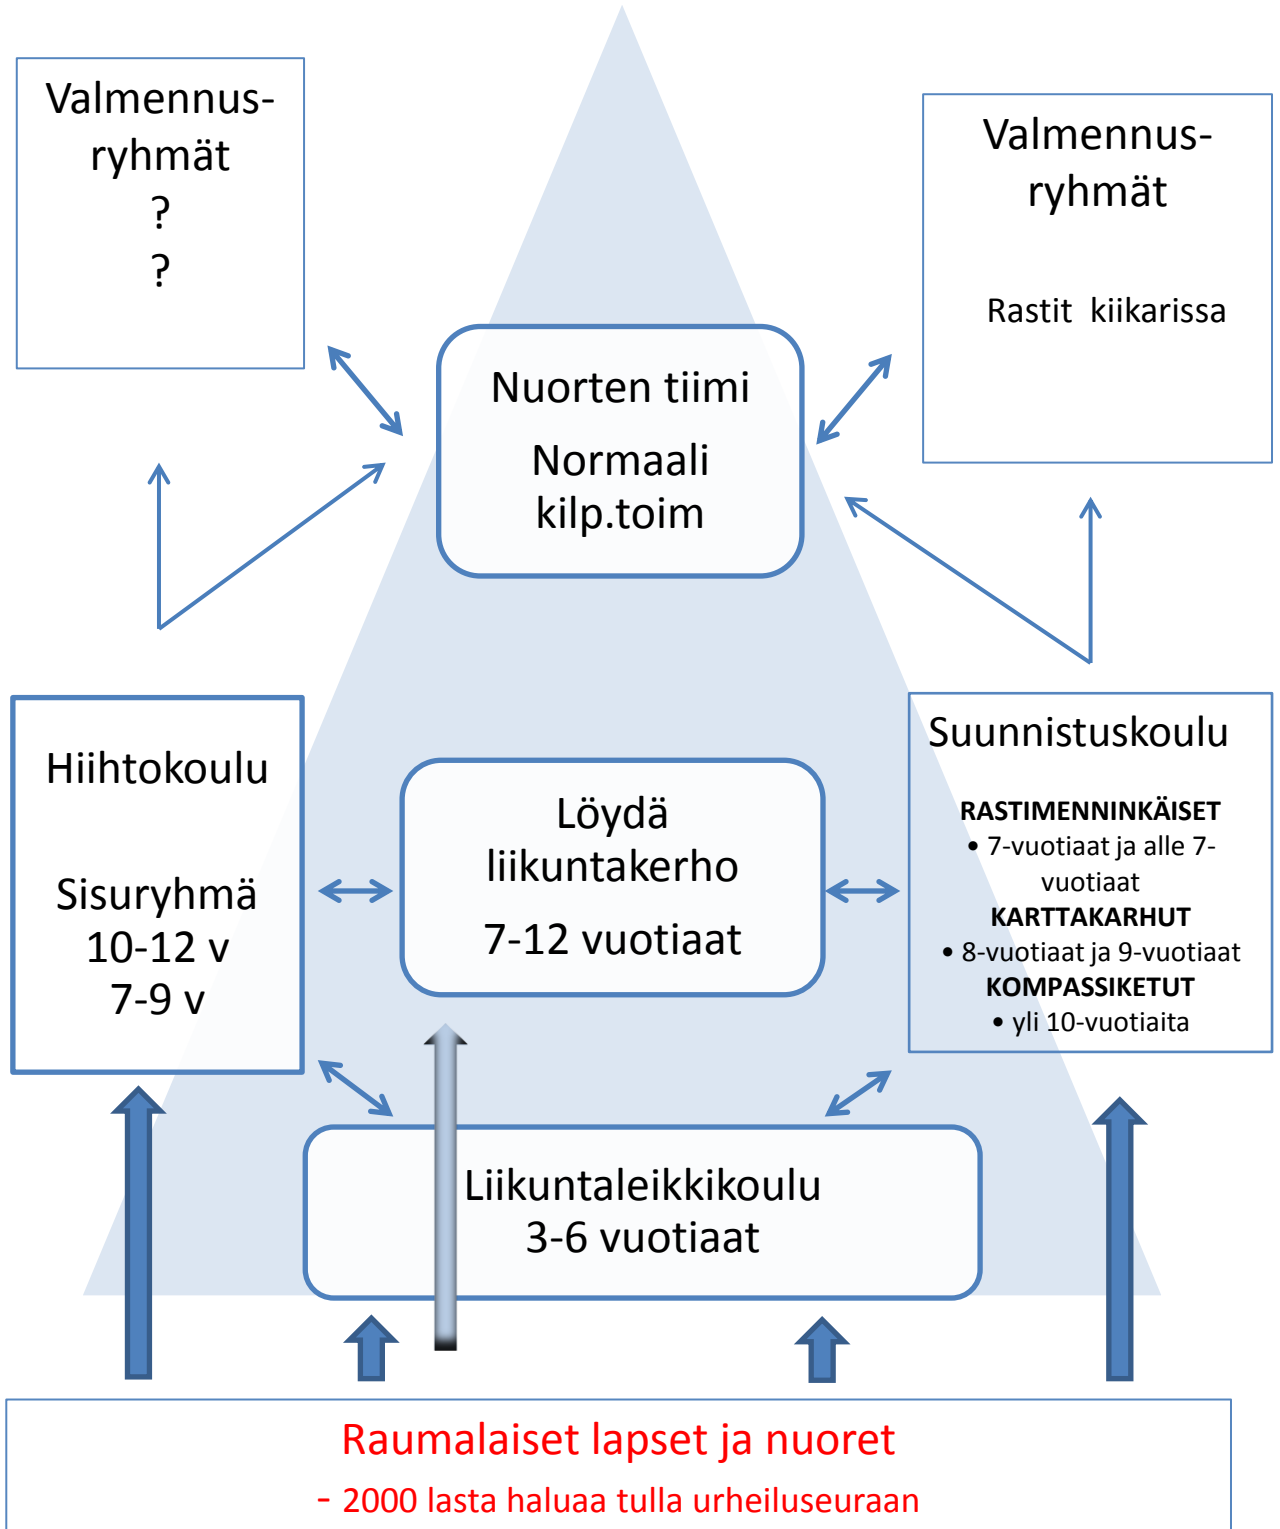 Valmennus-
ryhmät
?
?
Valmennus-
ryhmät
Rastit kiikarissa
Nuorten tiimi
Normaali
kilp.toim
Hiihtokoulu
Sisuryhmä
10-12 v
7-9 v
Löydä
liikuntakerho
7-12 vuotiaat
Suunnistuskoulu
RASTIMENNINKÄISET
• 7-vuotiaat ja alle 7-
vuotiaat
KARTTAKARHUT
• 8-vuotiaat ja 9-vuotiaat
KOMPASSIKETUT
• yli 10-vuotiaita
Liikuntaleikkikoulu
3-6 vuotiaat
Raumalaiset lapset ja nuoret
- 2000 lasta haluaa tulla urheiluseuraan